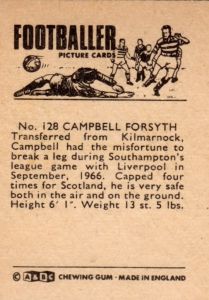 FOOTBALLER
PICTURE CARDS
No. 128 CAMPBELL FORSYTH
Transferred from Kilmarnock,
Campbell had the misfortune to
break a leg during Southampton's
league game with Liverpool in
September, 1966. Capped four
times for Scotland, he is very safe
both in the air and on the ground.
Height 6' 1". Weight 13 st. 5 lbs.
© A&BC CHEWING GUM - MADE IN ENGLAND